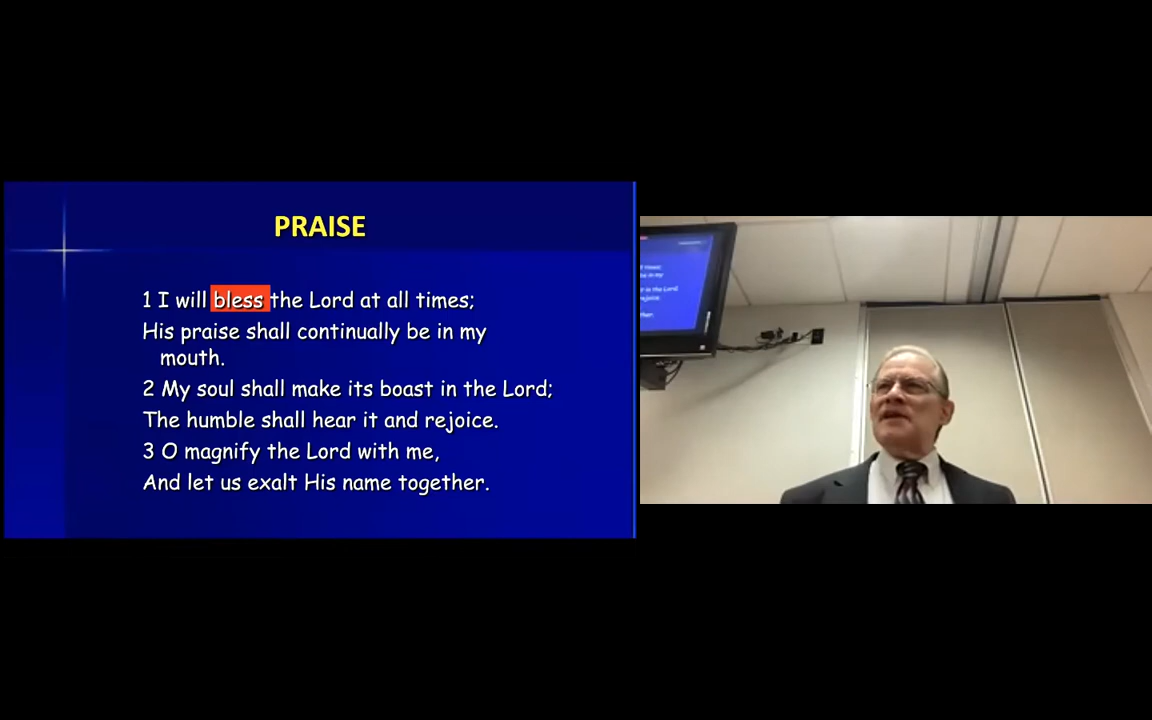 PRAISE
1 I will bless the Lord at all times;
His praise shall continually be in my
mouth.
2 My soul shall make its boast in the Lord;
The humble shall hear it and rejoice.
3 O magnify the Lord with me,
And let us exalt His name together.